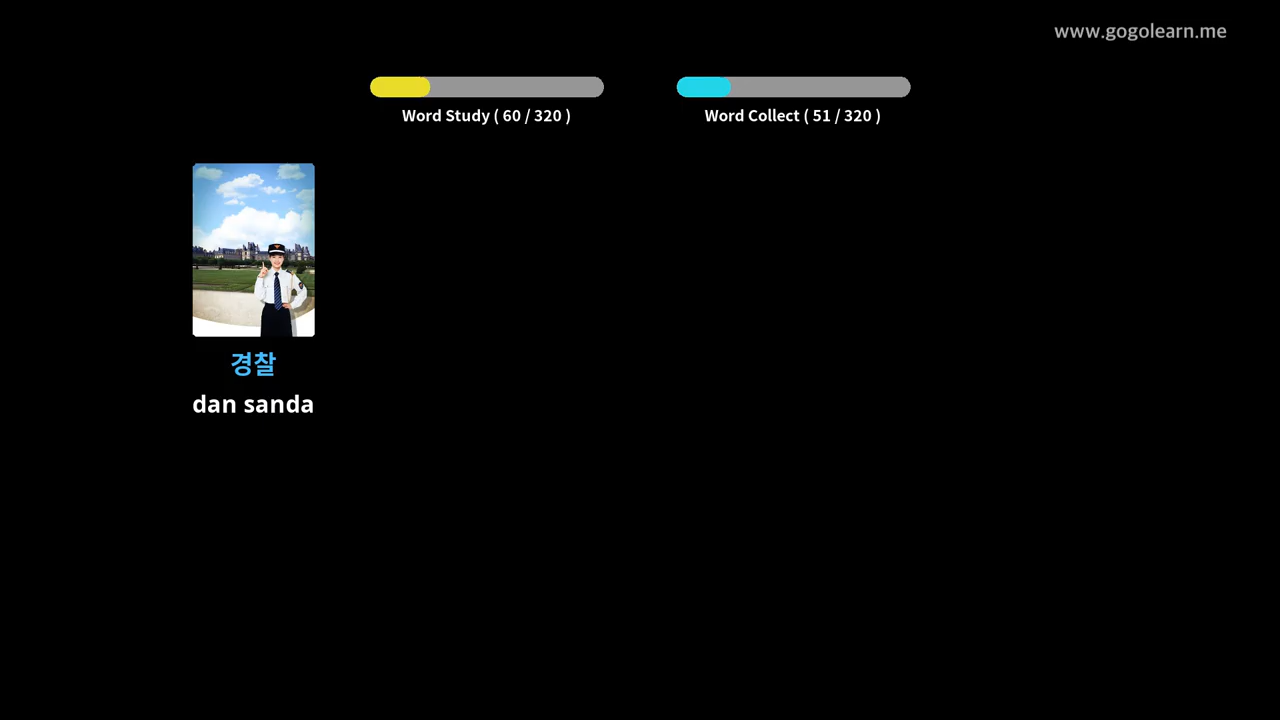 www.gogolearn.me
Word Study ( 60 / 320 )
Word Collect ( 51 / 320 )
경찰
dan sanda